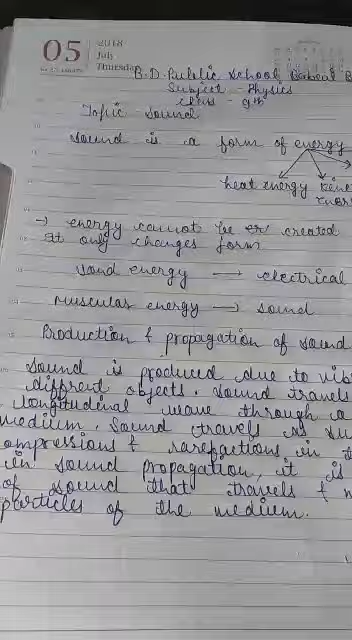 05 2018
July
Thursday
B.D. Public School
Subject - Physics
Class - 9th
Topic - Sound
Sound is a form of energy
heat energy
→ energy cannot be created
It only changes form
sound energy → electrical
Muscular energy → sound
Production & propagation of sound
Sound is produced due to
different objects. Sound travels
longitudinal wave through a
medium. Sound travels as
ompressions & rarefactions in
in sound propagation, it is
of sound that travels &
particles of the medium.